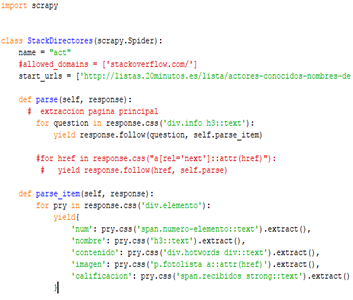 import scrapy
class StackDirectores(scrapy.Spider):
name = "act"
#allowed_domains = ['stackoverflow.com/']
start_urls = ['http://listas.20minutos.es/lista/actores-conocidos-nombres-de
def parse(self, response):
# extraccion pagina principal
for question in response.css('div.info h3::text'):
yield response.follow(question, self.parse_item)
#for href in response.css("a[rel='next']::attr(href)"):
# yield response.follow(href, self.parse)
def parse_item(self, response):
for pry in response.css('div.elemento'):
yield{
'num': pry.css('span.numero-elemento::text').extract(),
'nombre': pry.css('h3::text').extract(),
'contenido': pry.css('div.hotwords div::text').extract(),
'imagen': pry.css('p.fotolista a::attr(href)').extract(),
'calificacion': pry.css('span.recibidos strong::text').extract()
}